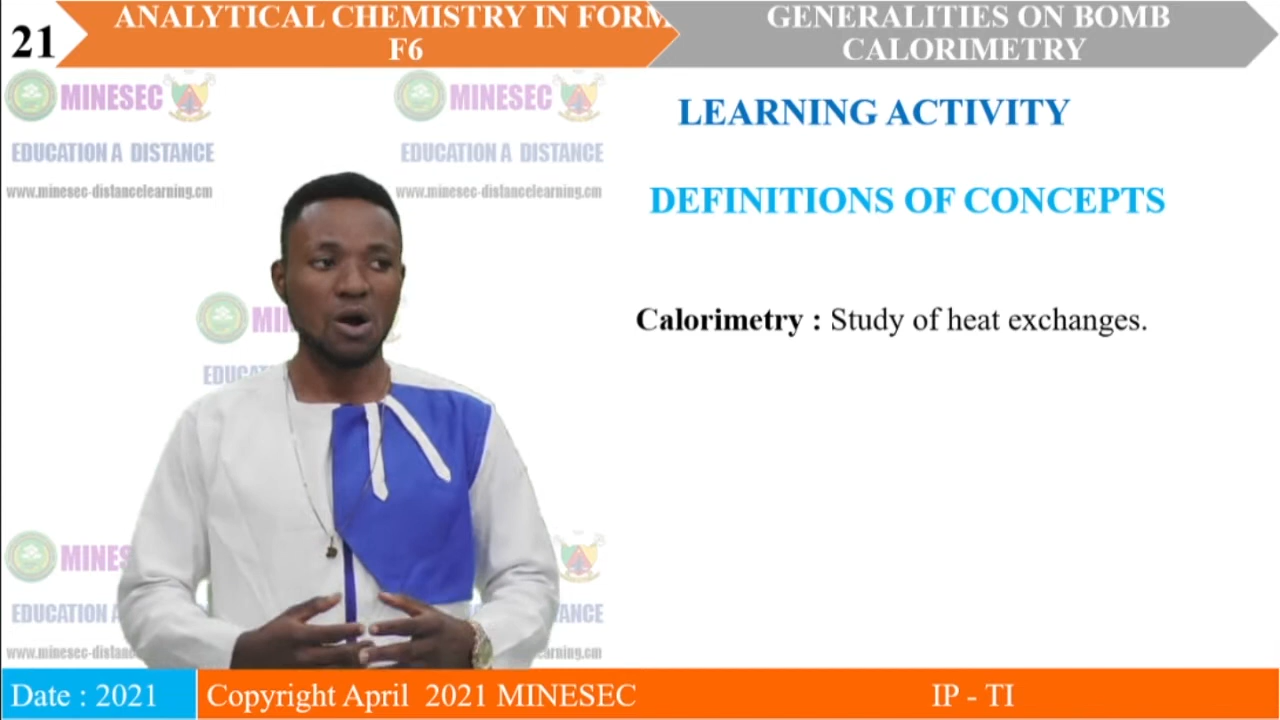 21
ANALYTICAL CHEMISTRY IN FORM
F6
GENERALITIES ON BOMB
CALORIMETRY
MINESEC
EDUCATION A DISTANCE
www.minesec-distancelearning.cm
MINESEC
EDUCATION A DISTANCE
www.minesec-distancelearning.cm
LEARNING ACTIVITY
DEFINITIONS OF CONCEPTS
Calorimetry : Study of heat exchanges.
Date : 2021
Copyright April 2021 MINESEC
IP - TI